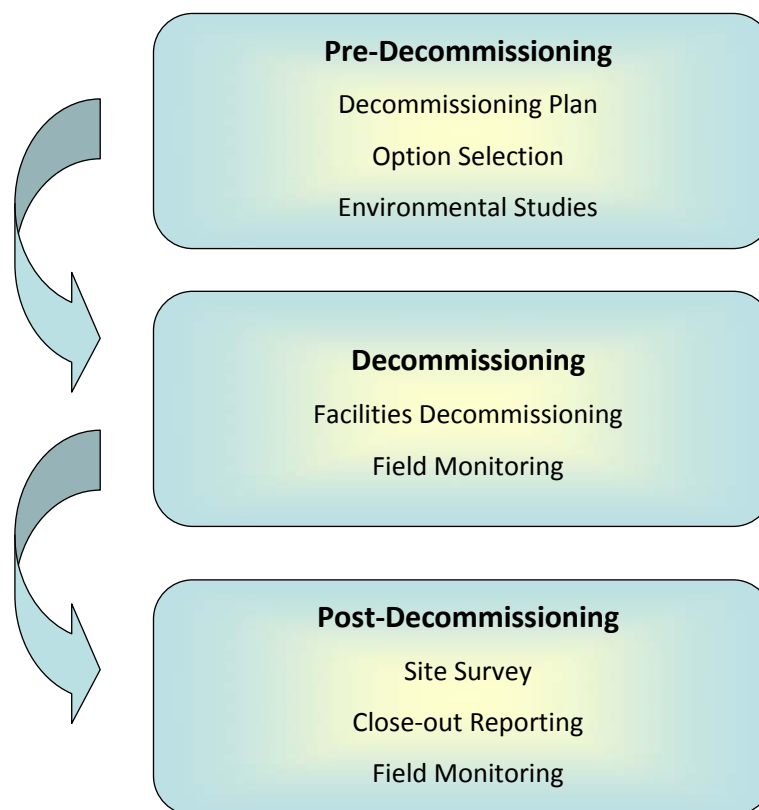 Pre-Decommissioning
Decommissioning Plan
Option Selection
Environmental Studies
Decommissioning
Facilities Decommissioning
Field Monitoring
Post-Decommissioning
Site Survey
Close-out Reporting
Field Monitoring